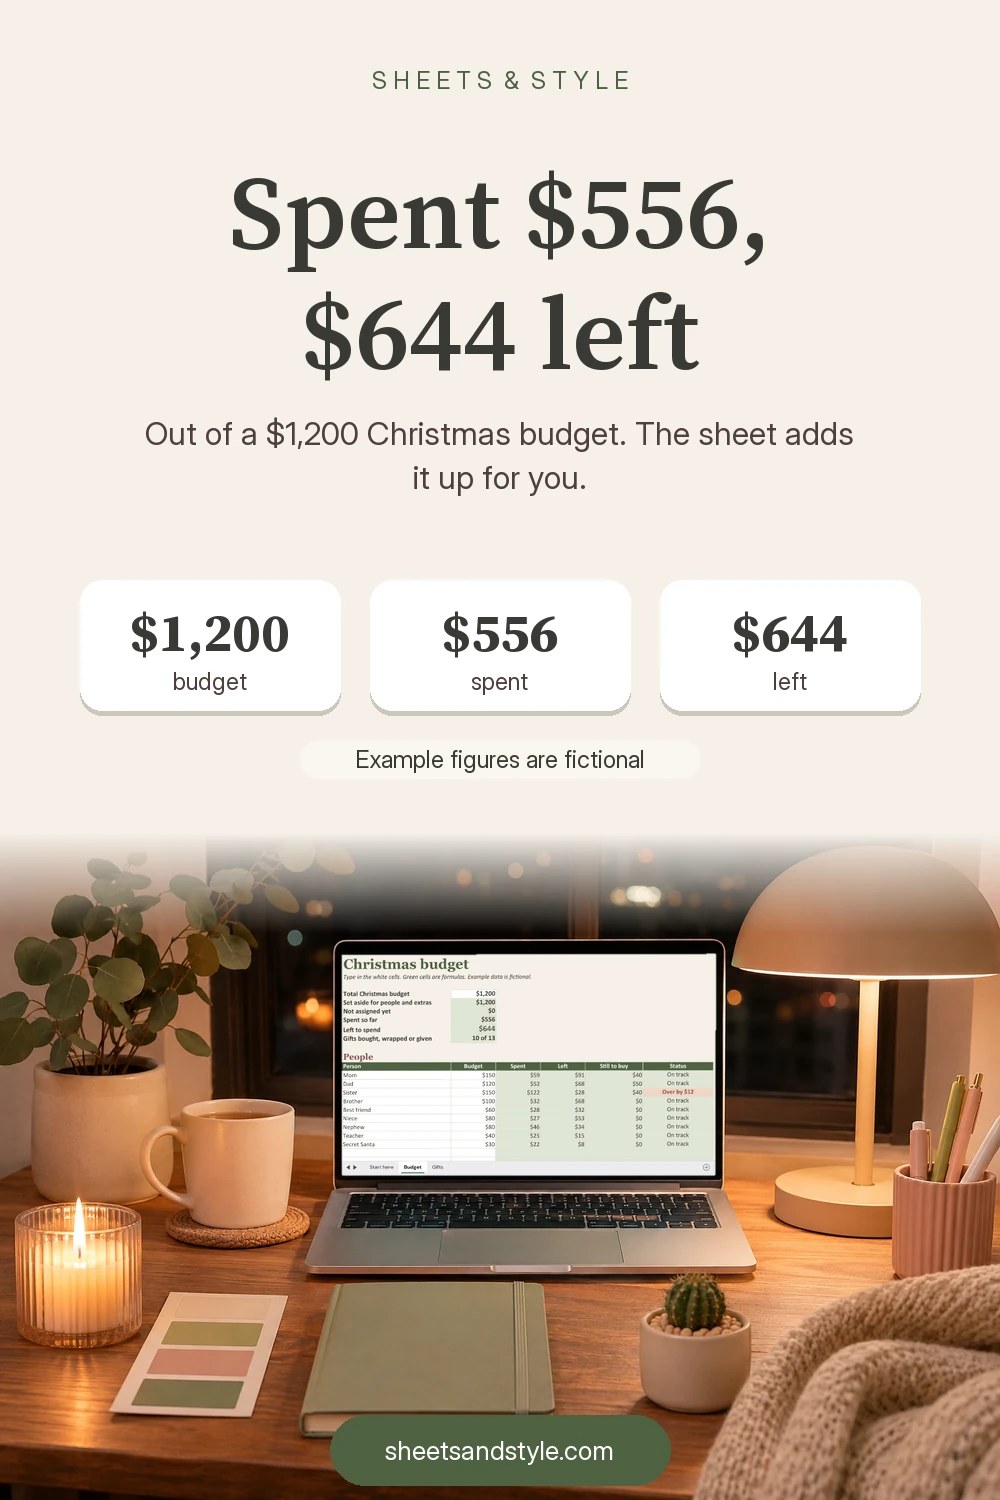 SHEETS & STYLE
Spent $556,
$644 left
Out of a $1,200 Christmas budget. The sheet adds
it up for you.
$1,200 $556 $644
budget spent left
Example figures are fictional
Christmas budget
Type in the white cells. Green cells are formulas. Example data is fictional.
Total Christmas budget $1,200
Set aside for people and extras $1,200
Not assigned yet $0
Spent so far $556
Left to spend $644
Gifts bought, wrapped or given 10 of 13
People
Person Budget Spent Left Still to buy Status
Mom $150 $59 $91 $40 On track
Dad $120 $52 $68 $50 On track
Sister $150 $122 $28 $40 Over by $12
Brother $100 $32 $68 $0 On track
Best friend $60 $28 $32 $0 On track
Niece $80 $27 $53 $0 On track
Nephew $80 $46 $34 $0 On track
Teacher $40 $25 $15 $0 On track
Secret Santa $30 $22 $8 $0 On track
Start here Budget Gifts
sheetsandstyle.com